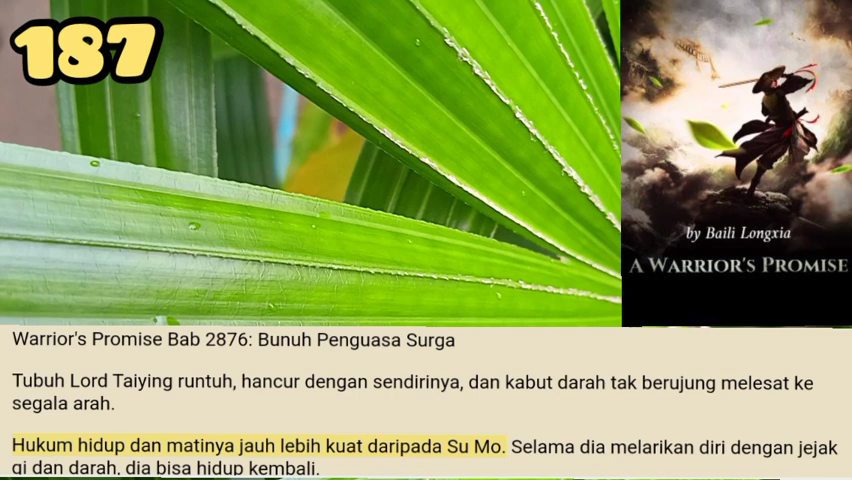 187
by Baili Longxia
A WARRIOR'S PROMISE
Warrior's Promise Bab 2876: Bunuh Penguasa Surga
Tubuh Lord Taiying runtuh, hancur dengan sendirinya, dan kabut darah tak berujung melesat ke
segala arah.
Hukum hidup dan matinya jauh lebih kuat daripada Su Mo. Selama dia melarikan diri dengan jejak
qi dan darah, dia bisa hidup kembali.